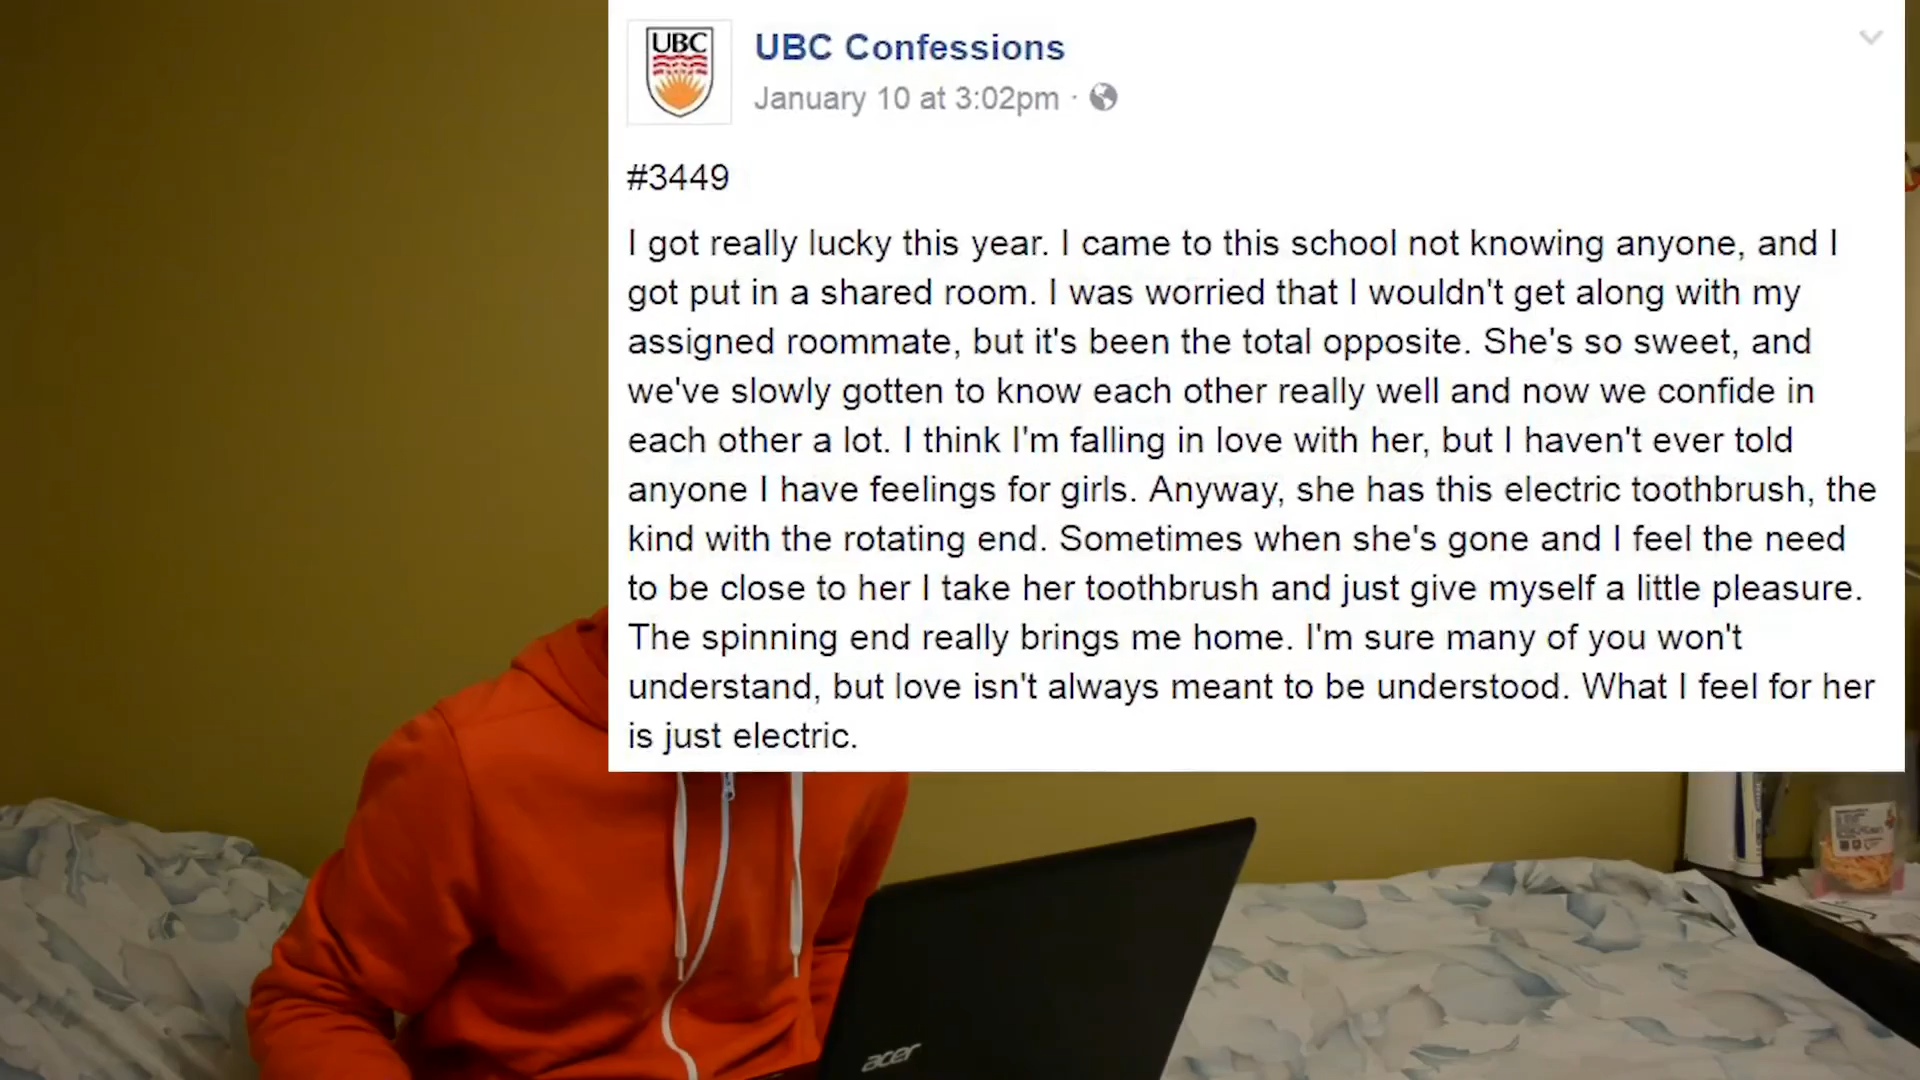 UBC
UBC Confessions
January 10 at 3:02pm ·
#3449
I got really lucky this year. I came to this school not knowing anyone, and I
got put in a shared room. I was worried that I wouldn't get along with my
assigned roommate, but it's been the total opposite. She's so sweet, and
we've slowly gotten to know each other really well and now we confide in
each other a lot. I think I'm falling in love with her, but I haven't ever told
anyone I have feelings for girls. Anyway, she has this electric toothbrush, the
kind with the rotating end. Sometimes when she's gone and I feel the need
to be close to her I take her toothbrush and just give myself a little pleasure.
The spinning end really brings me home. I'm sure many of you won't
understand, but love isn't always meant to be understood. What I feel for her
is just electric.
acer